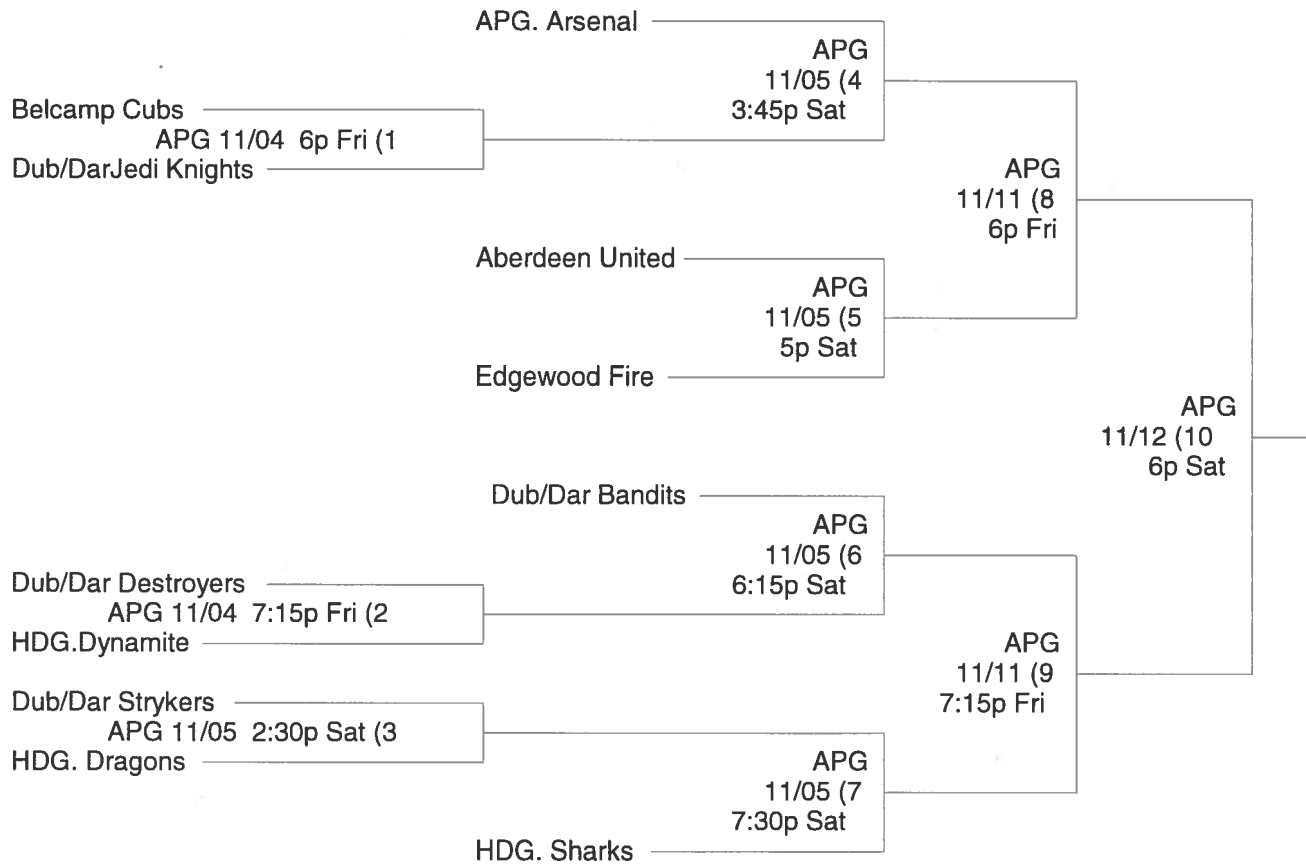 APG. Arsenal
APG
11/05 (4
3:45p Sat
Belcamp Cubs
APG 11/04 6p Fri (1
Dub/DarJedi Knights
APG
11/11 (8
6p Fri
Aberdeen United
APG
11/05 (5
5p Sat
Edgewood Fire
APG
11/12 (10
6p Sat
Dub/Dar Bandits
APG
11/05 (6
6:15p Sat
Dub/Dar Destroyers
APG 11/04 7:15p Fri (2
HDG.Dynamite
APG
11/11 (9
7:15p Fri
Dub/Dar Strykers
APG 11/05 2:30p Sat (3
HDG. Dragons
APG
11/05 (7
7:30p Sat
HDG. Sharks